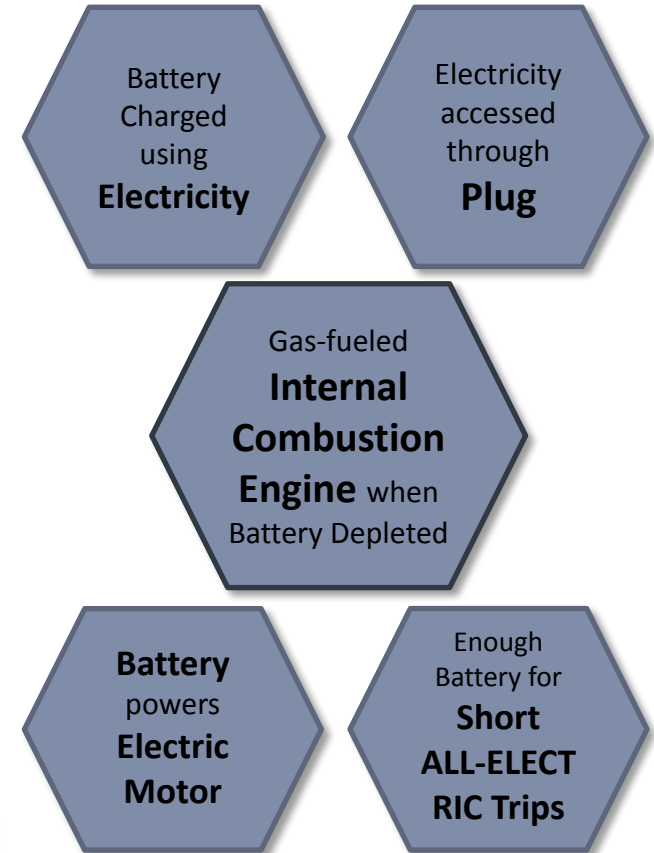 Battery
Charged
using
Electricity
Electricity
accessed
through
Plug
Gas-fueled
Internal
Combustion
Engine when
Battery Depleted
Battery
powers
Electric
Motor
Enough
Battery for
Short
ALL-ELECT
RIC Trips